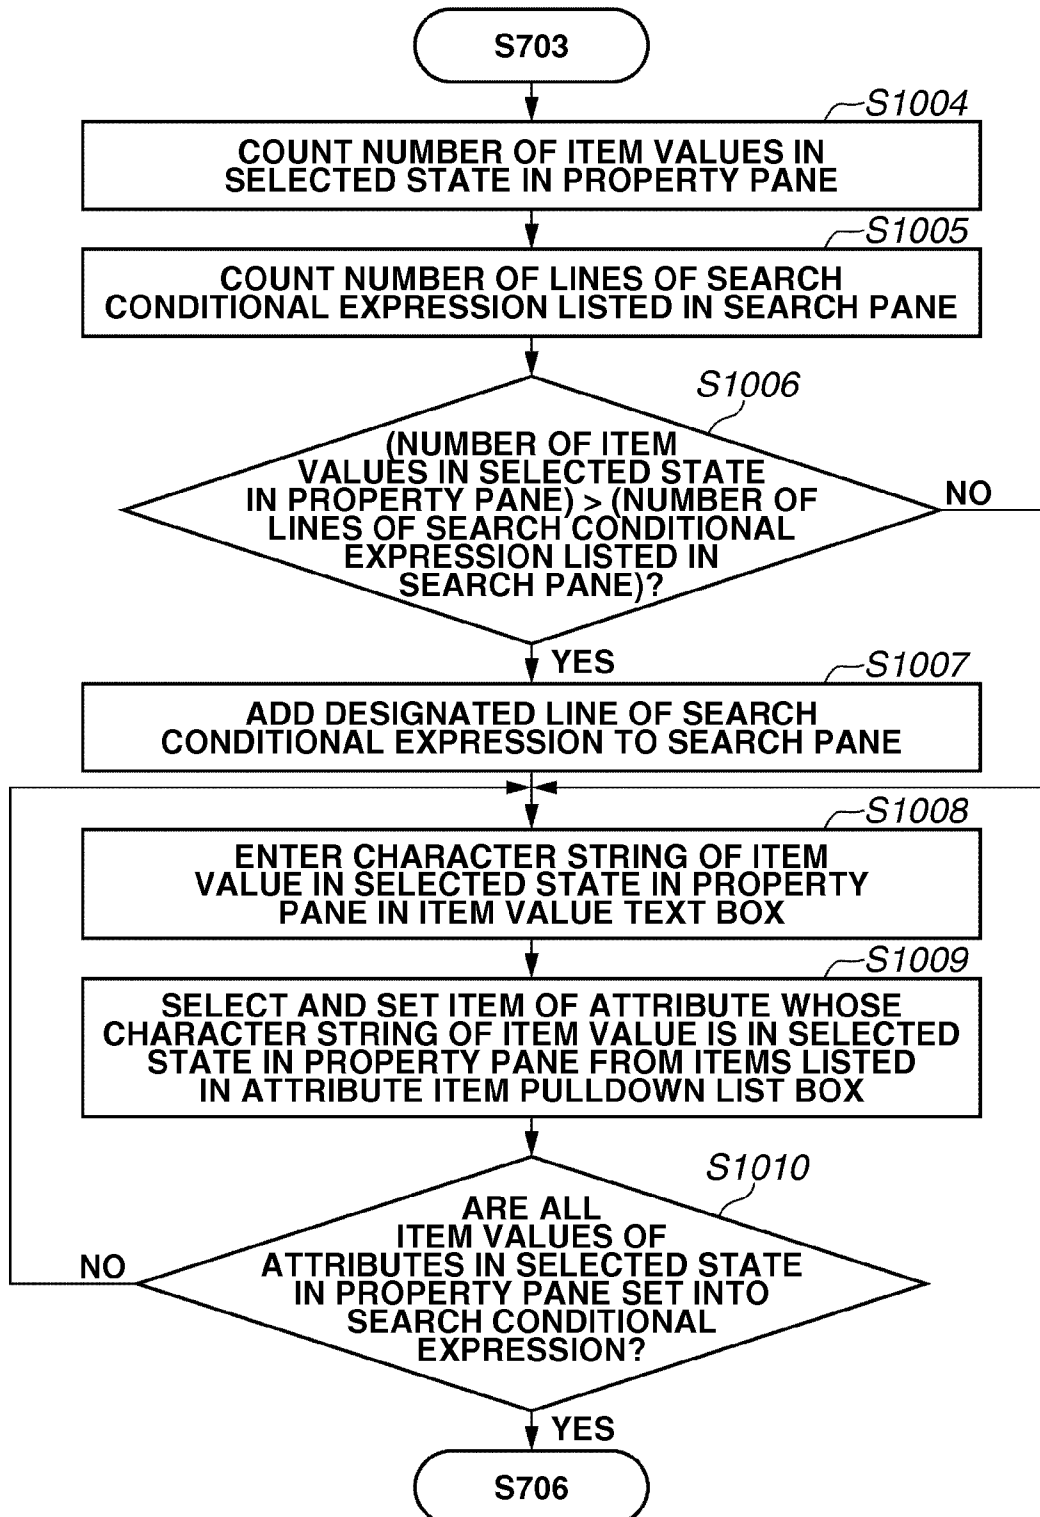 S703
S1004
COUNT NUMBER OF ITEM VALUES IN
SELECTED STATE IN PROPERTY PANE
S1005
COUNT NUMBER OF LINES OF SEARCH
CONDITIONAL EXPRESSION LISTED IN SEARCH PANE
S1006
(NUMBER OF ITEM
VALUES IN SELECTED STATE
IN PROPERTY PANE) > (NUMBER OF
LINES OF SEARCH CONDITIONAL
EXPRESSION LISTED IN
SEARCH PANE)?
NO
YES
S1007
ADD DESIGNATED LINE OF SEARCH
CONDITIONAL EXPRESSION TO SEARCH PANE
S1008
ENTER CHARACTER STRING OF ITEM
VALUE IN SELECTED STATE IN PROPERTY
PANE IN ITEM VALUE TEXT BOX
S1009
SELECT AND SET ITEM OF ATTRIBUTE WHOSE
CHARACTER STRING OF ITEM VALUE IS IN SELECTED
STATE IN PROPERTY PANE FROM ITEMS LISTED
IN ATTRIBUTE ITEM PULLDOWN LIST BOX
S1010
ARE ALL
ITEM VALUES OF
ATTRIBUTES IN SELECTED STATE
IN PROPERTY PANE SET INTO
SEARCH CONDITIONAL
EXPRESSION?
NO
YES
S706